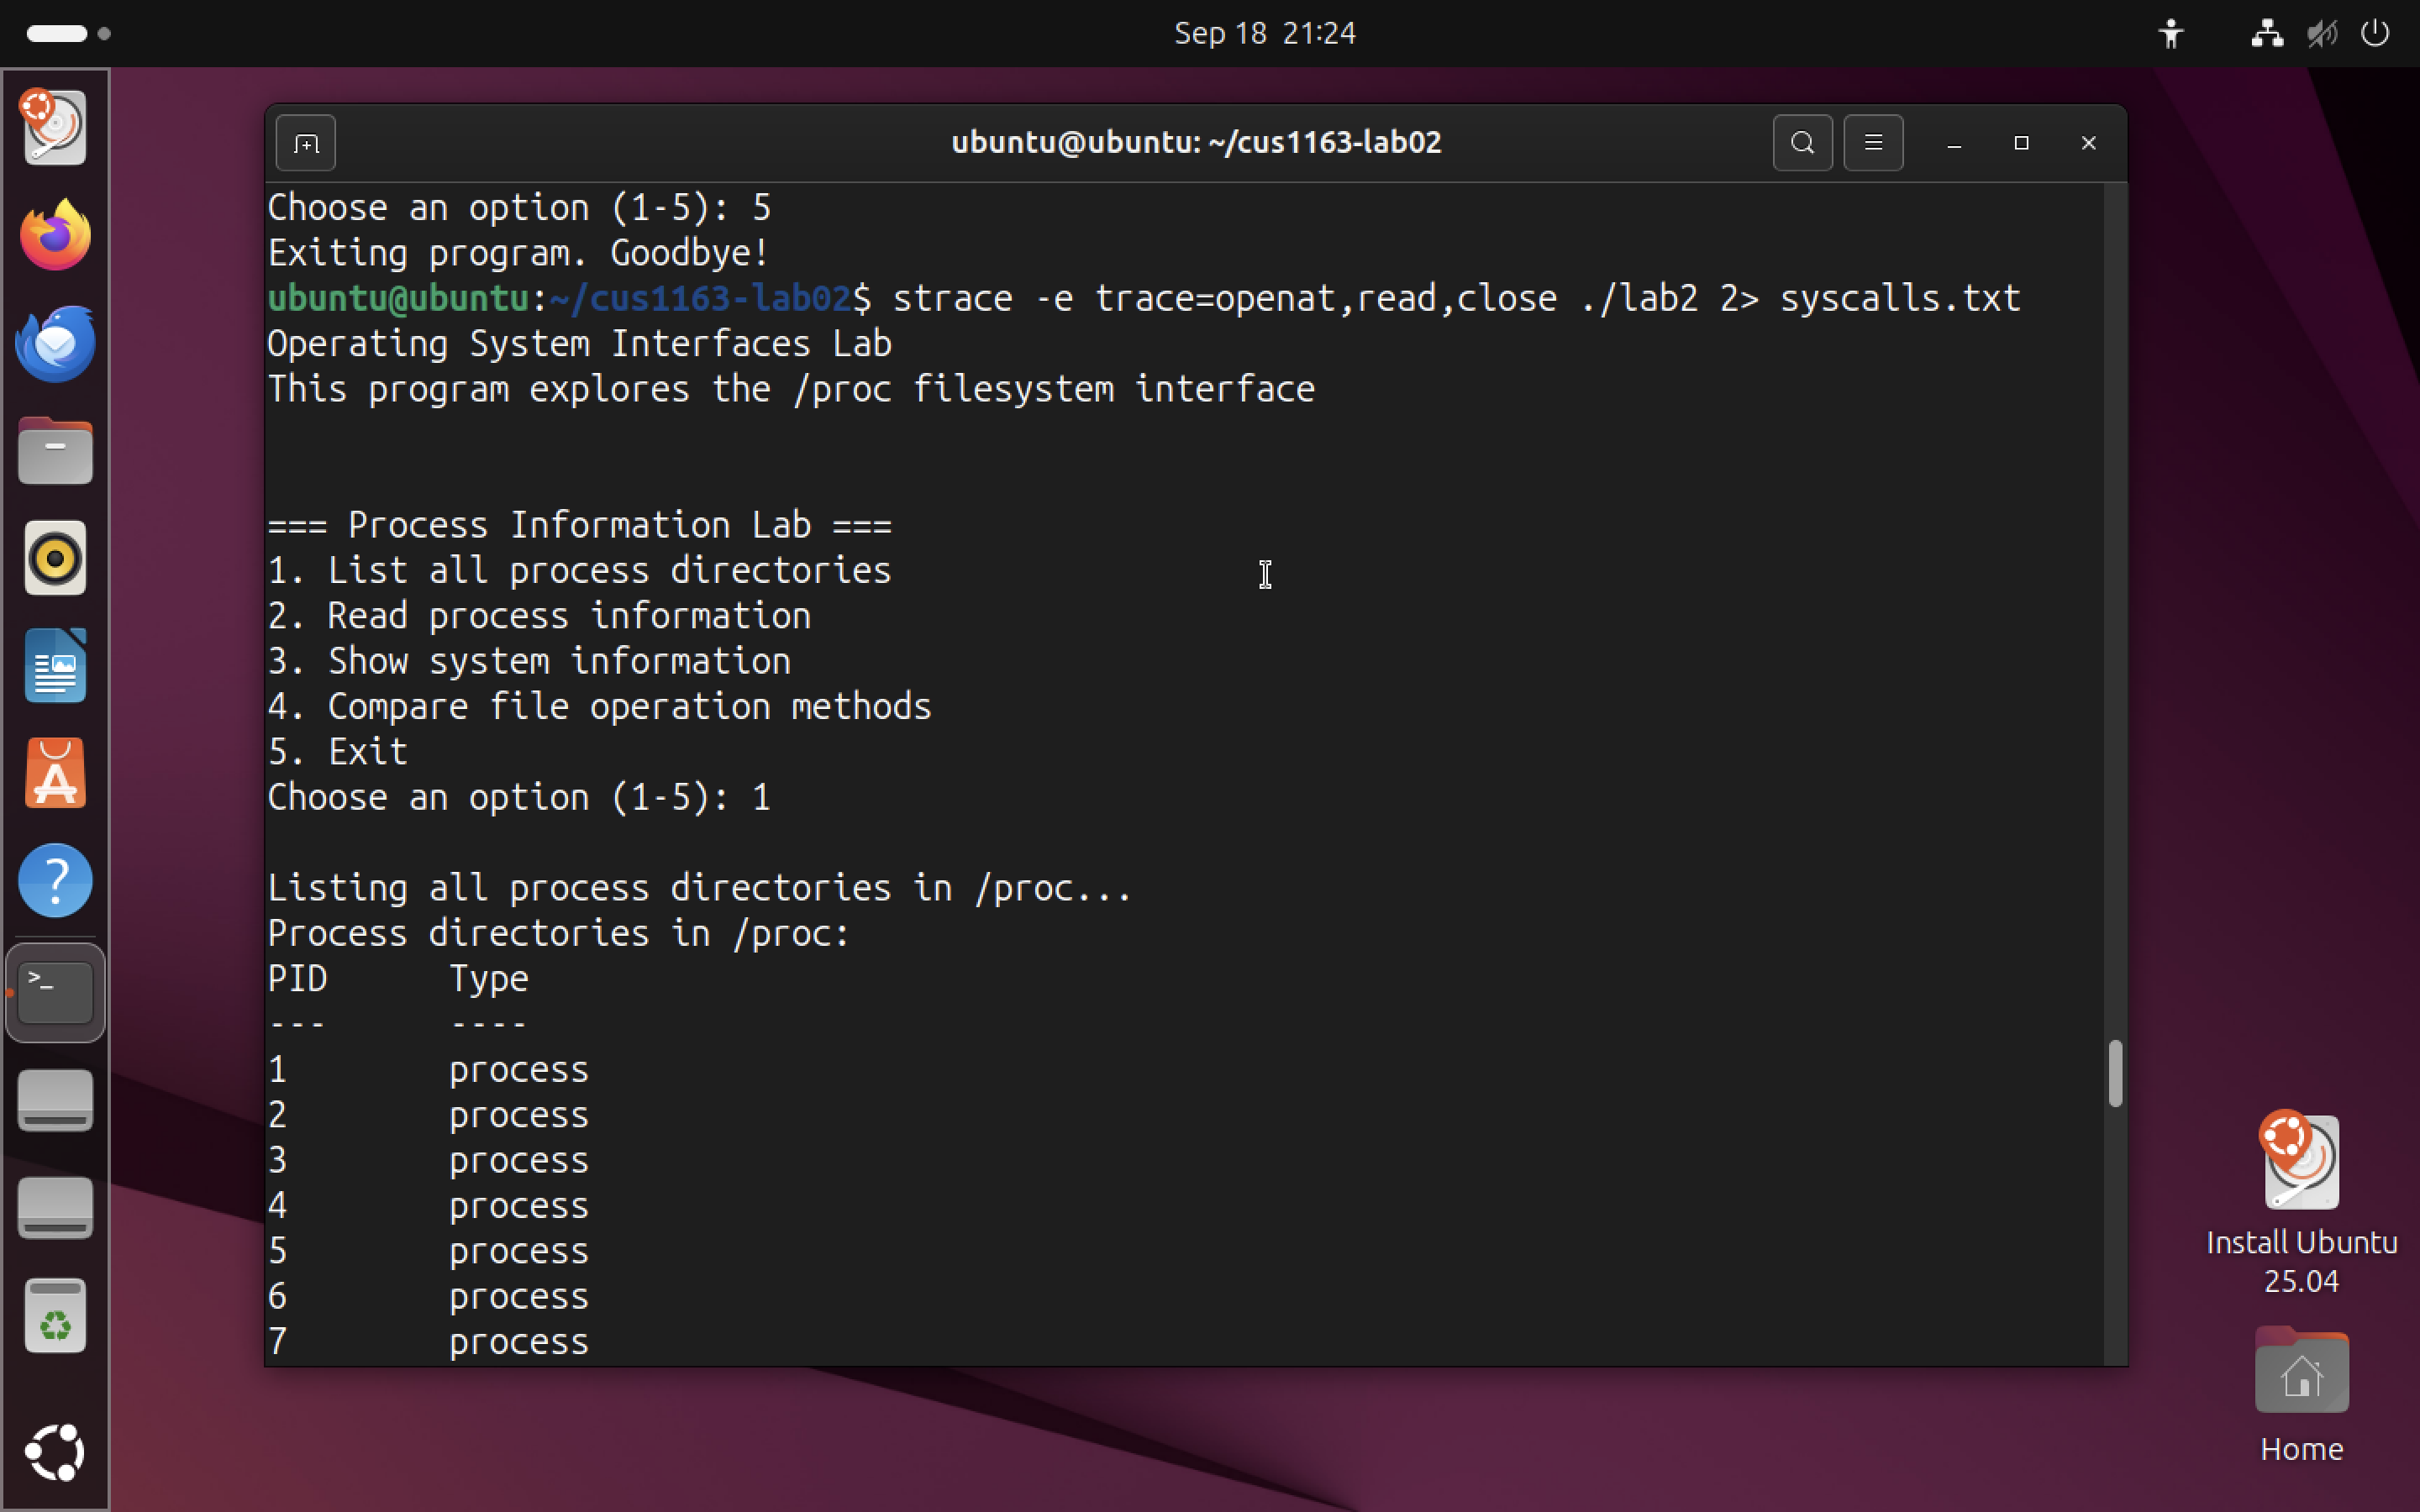 Sep 18 21:24
ubuntu@ubuntu: ~/cus1163-lab02
Choose an option (1-5): 5
Exiting program. Goodbye!
ubuntu@ubuntu:~/cus1163-lab02$ strace -e trace=openat,read,close ./lab2 2> syscalls.txt
Operating System Interfaces Lab
This program explores the /proc filesystem interface
=== Process Information Lab ===
1. List all process directories
2. Read process information
3. Show system information
4. Compare file operation methods
5. Exit
Choose an option (1-5): 1
Listing all process directories in /proc...
Process directories in /proc:
PID Type
--- ----
1 process
2 process
3 process
4 process
5 process
6 process
7 process
Install Ubuntu
25.04
Home